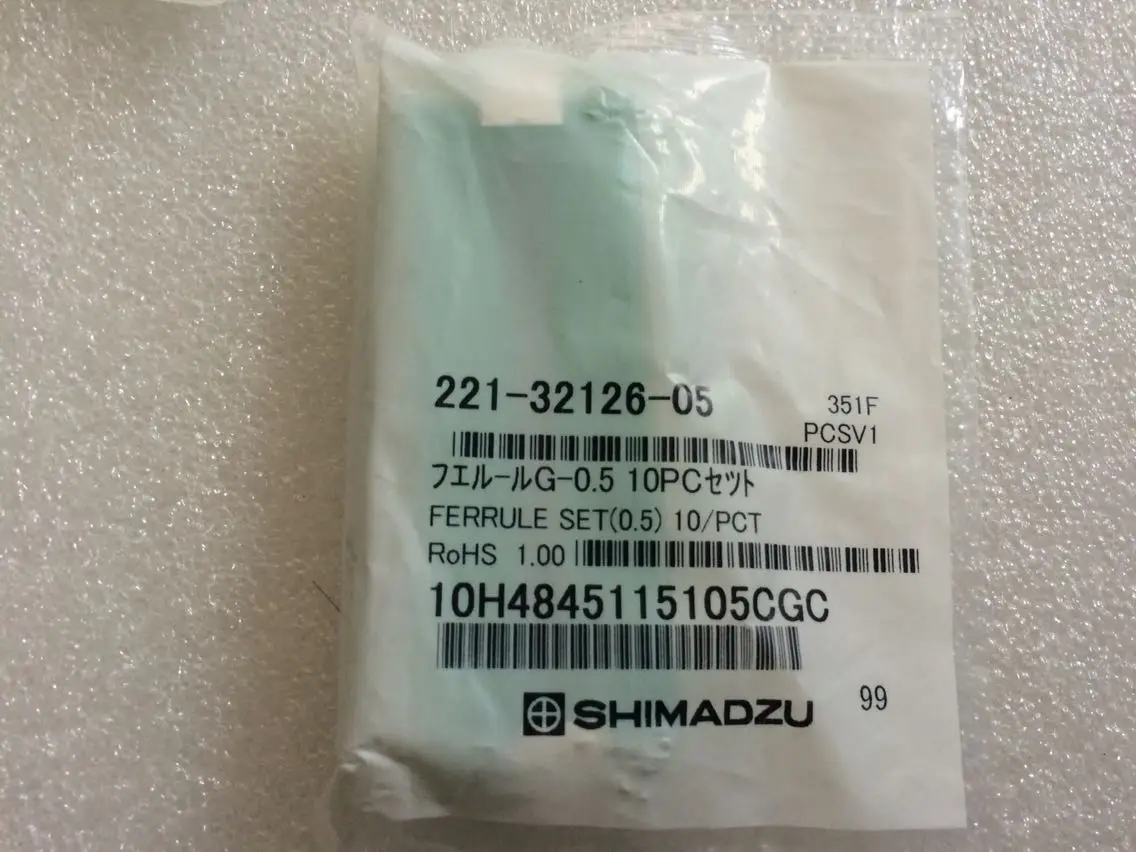 221-32126-05 351F
PCSV1
フエルールG-0.5 10PCセット
FERRULE SET(0.5) 10/PCT
RoHS 1.00
10H4845115105CGC
SHIMADZU 99